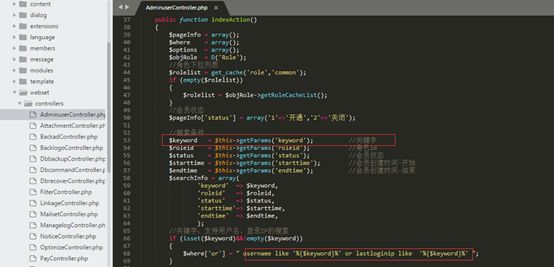 content
dialog
extensions
language
members
message
modules
template
webset
controllers
AdminuserController.php
AttachmentController.php
BackadController.php
BacklogoController.php
DbbackupController.php
DbcommandController.php
DbrecoverController.php
FilterController.php
LinkageController.php
MailsetController.php
ManagelogController.php
NoticeController.php
OptimizeController.php
PayController.php
AdminuserController.php ×
37 public function indexAction()
38 {
39 $pageInfo = array();
40 $where = array();
41 $options = array();
42 $objRole = D('Role');
43 //角色下拉列表
44 $rolelist = get_cache('role','common');
45 if (empty($rolelist))
46 {
47 $rolelist = $objRole->getRoleCacheList();
48 }
49 //会员状态
50 $pageInfo['status'] = array('1'=>'开通','2'=>'关闭');
51
52 //搜索条件
53 $keyword = $this->getParams('keyword'); //关键字
54 $roleid = $this->getParams('roleid'); //角色id
55 $status = $this->getParams('status'); //会员状态
56 $starttime = $this->getParams('starttime'); //会员创建时间-开始
57 $endtime = $this->getParams('endtime'); //会员创建时间-结束
58 $searchInfo = array(
59 'keyword' => $keyword,
60 'roleid' => $roleid,
61 'status' => $status,
62 'starttime'=> $starttime,
63 'endtime' => $endtime,
64 );
65 //关键字，支持用户名、登录IP的搜索
66 if (isset($keyword)&&!empty($keyword))
67 {
68 $where['or'] = " username like '%{$keyword}%' or lastloginip like '%{$keyword}%' ";
69 }